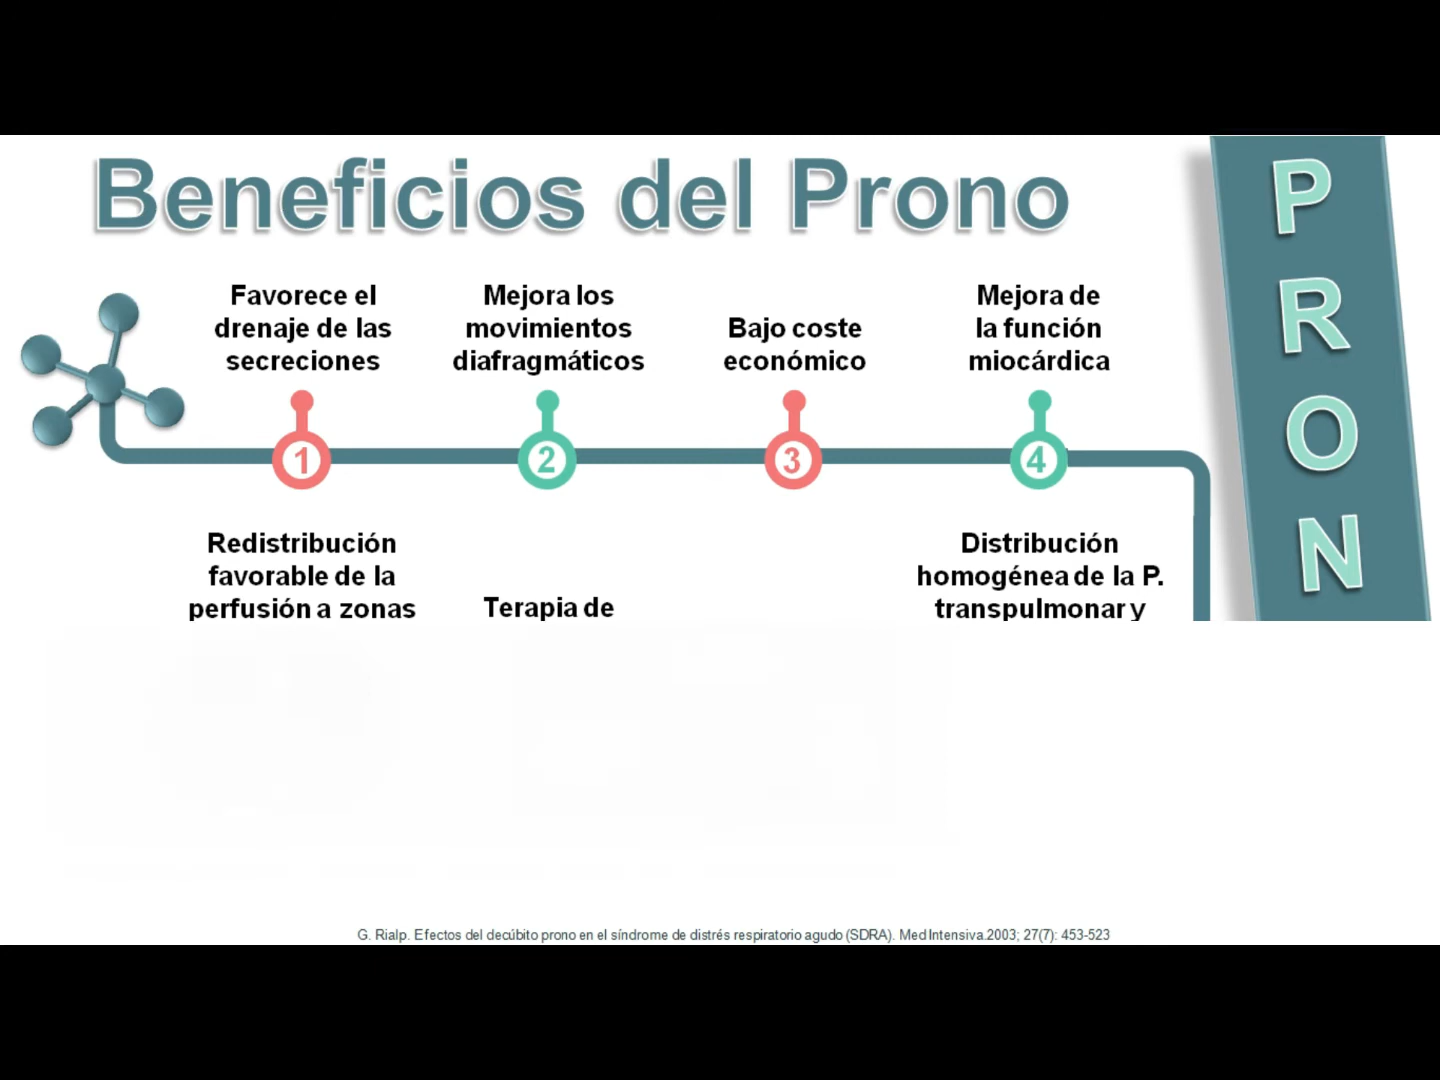 Beneficios del Prono
Favorece el
drenaje de las
secreciones
Mejora los
movimientos
diafragmáticos
Bajo coste
económico
Mejora de
la función
miocárdica
1
2
3
4
Redistribución
favorable de la
perfusión a zonas
Terapia de
Distribución
homogénea de la P.
transpulmonar y
P
R
O
N
G. Rialp. Efectos del decúbito prono en el síndrome de distrés respiratorio agudo (SDRA). Med Intensiva.2003; 27(7): 453-523